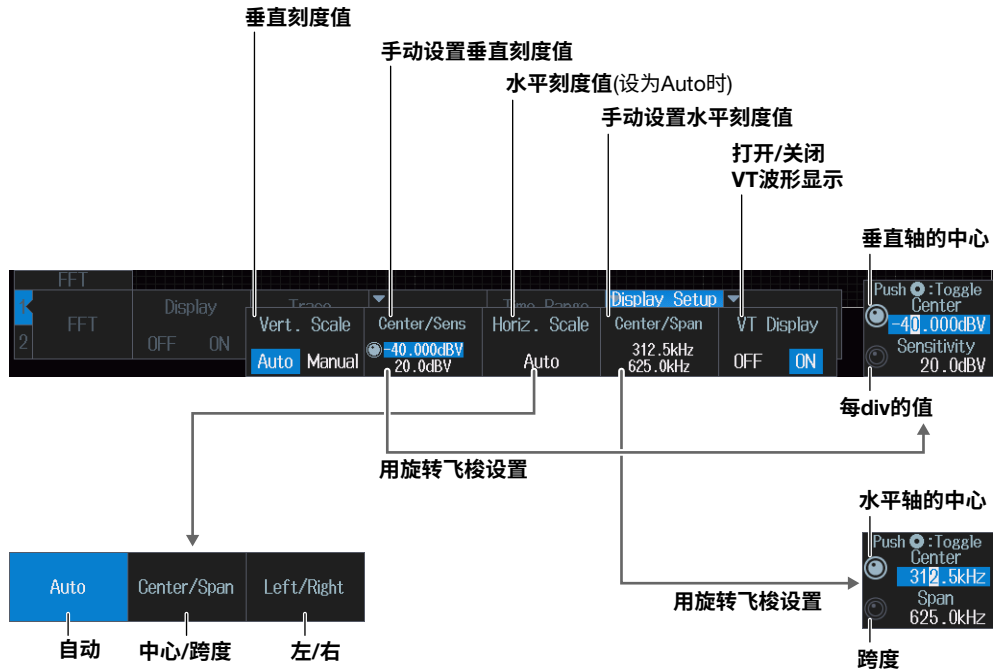 垂直刻度值
手动设置垂直刻度值
水平刻度值(设为Auto时)
手动设置水平刻度值
打开/关闭
VT波形显示
垂直轴的中心
FFT
1
2
FFT
Display
OFF ON
Trace
Time Range
Display Setup
Vert. Scale
Auto Manual
Center/Sens
-40.000dBV
20.0dBV
Horiz. Scale
Auto
Center/Span
312.5kHz
625.0kHz
VT Display
OFF ON
Push :Toggle
Center
-40.000dBV
Sensitivity
20.0dBV
每div的值
用旋转飞梭设置
水平轴的中心
Push :Toggle
Center
312.5kHz
Span
625.0kHz
跨度
用旋转飞梭设置
Auto
Center/Span
Left/Right
自动
中心/跨度
左/右